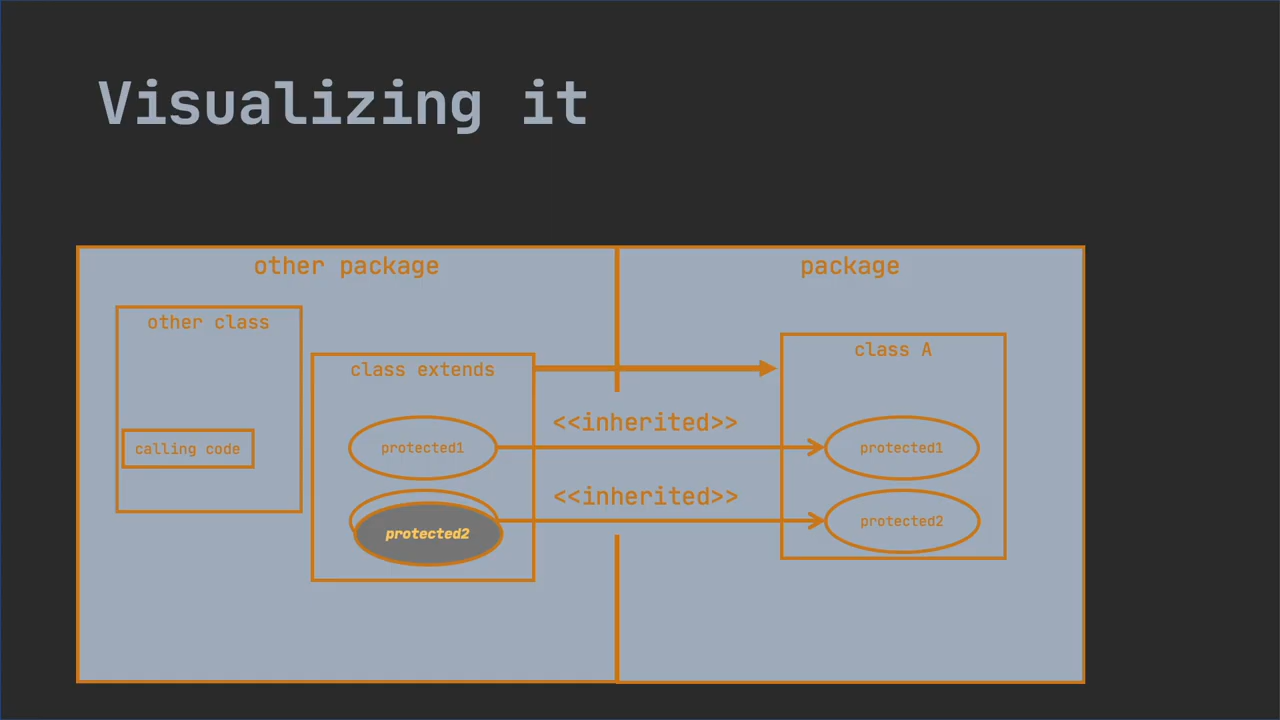 Visualizing it
other package
package
other class
class A
class extends
<<inherited>>
calling code
protected1
protected1
<<inherited>>
protected2
protected2